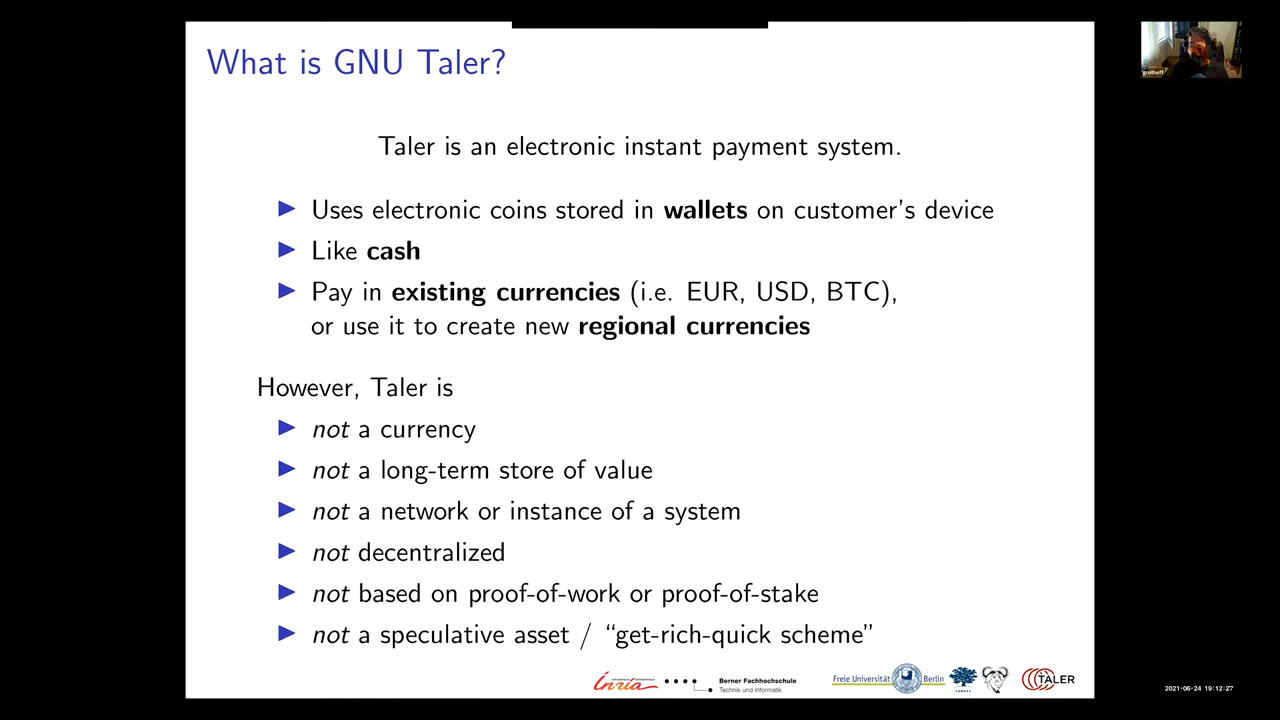 What is GNU Taler?
grothoff
Taler is an electronic instant payment system.
Uses electronic coins stored in wallets on customer's device
Like cash
Pay in existing currencies (i.e. EUR, USD, BTC),
or use it to create new regional currencies
However, Taler is
not a currency
not a long-term store of value
not a network or instance of a system
not decentralized
not based on proof-of-work or proof-of-stake
not a speculative asset / “get-rich-quick scheme”
Inria
Berner Fachhochschule
Technik und Informatik
Freie Universität Berlin
TALER
2021-06-24 19:12:27